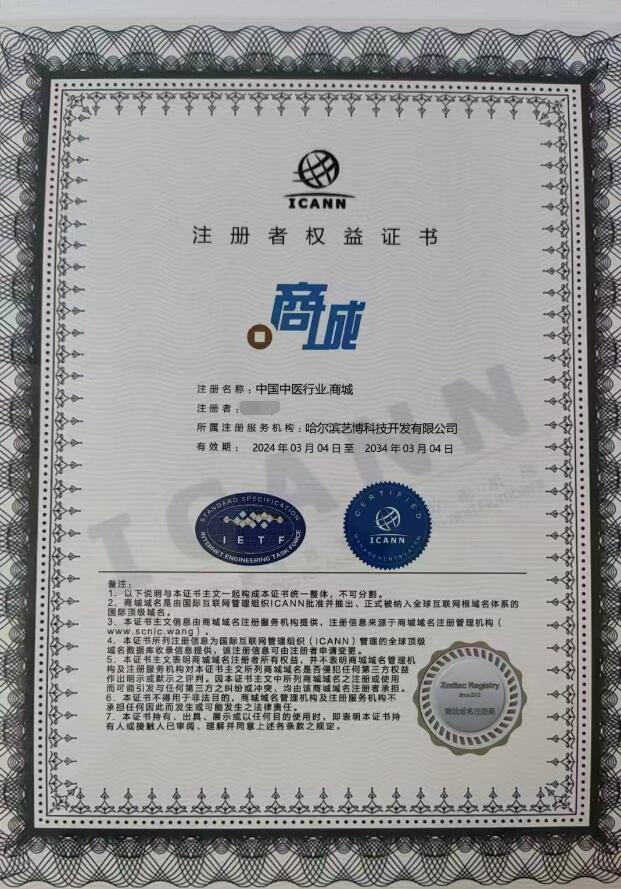 ICANN
注册者权益证书
商城
注册名称：中国中医行业.商城
注册者：
所属注册服务机构：哈尔滨艺博科技开发有限公司
有效期： 2024 年 03 月 04 日 至 2034 年 03 月 04 日
ICANN
STANDARD SPECIFICATION
IETF
INTERNET ENGINEERING TASK FORCE
CERTIFIED
ICANN
备注：
1、以下说明与本证书主文一起构成本证书统一整体，不可分割。
2、商城域名是由国际互联网管理组织ICANN批准并推出、正式被纳入全球互联网根域名体系的
国际顶级域名。
3、本证书主文信息由商城域名注册服务机构提供，注册信息来源于商城域名注册管理机构（
www.scnic.wang）。
4、本证书所列注册信息为国际互联网管理组织（ICANN）管理的全球顶级
域名数据库收录信息提供，该注册信息可由注册者申请变更。
5、本证书主文表明商城域名注册者所有权益，并不表明商城域名管理机
构及注册服务机构对本证书主文所列商城域名是否侵犯任何第三方权益
作出明示或默示之评判。因本证书主文中所列商城域名之注册或使用
而可能引发与任何第三方之纠纷或冲突，均由该商城域名注册者承担。
6、本证书不得用于非法目的，商城域名管理机构及注册服务机构不
承担任何因此而发生或可能发生之法律责任。
7、本证书持有、出具、展示或以任何目的使用时，即表明本证书持
有人或接触人已审阅、理解并同意上述各条款之规定。
Zodiac Registry
Since 2012
商城域名注册局